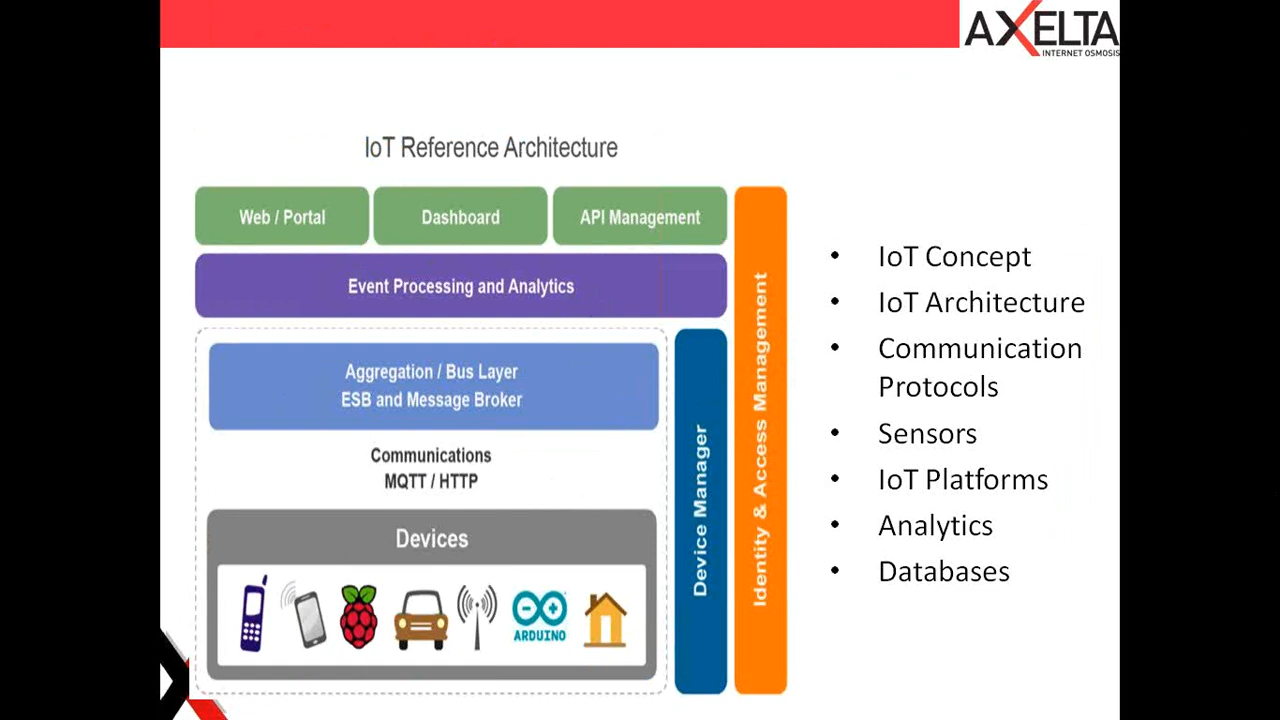 AXELTA
INTERNET OSMOSIS
IoT Reference Architecture
Web / Portal
Dashboard
API Management
Event Processing and Analytics
Aggregation / Bus Layer
ESB and Message Broker
Communications
MQTT / HTTP
Devices
ARDUINO
Device Manager
Identity & Access Management
• IoT Concept
• IoT Architecture
• Communication
Protocols
• Sensors
• IoT Platforms
• Analytics
• Databases